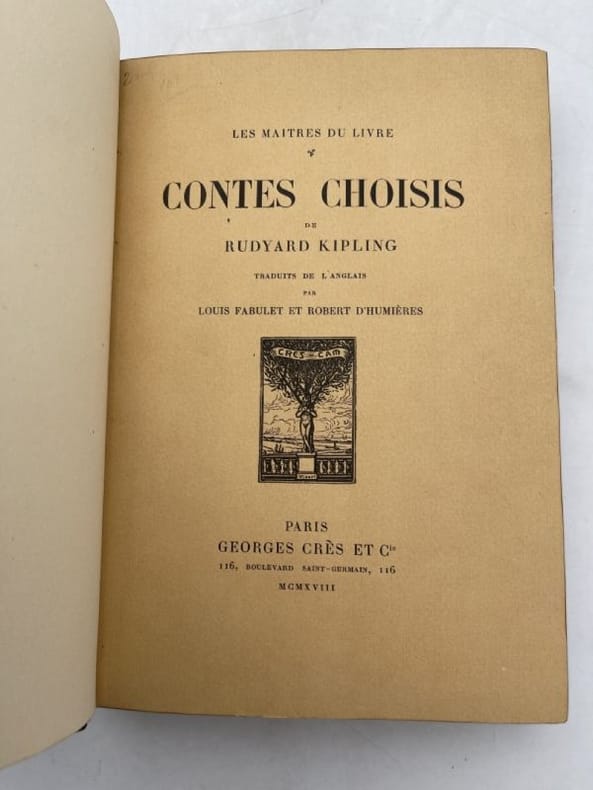 LES MAITRES DU LIVRE
CONTES CHOISIS
DE
RUDYARD KIPLING
TRADUITS DE L'ANGLAIS
PAR
LOUIS FABULET ET ROBERT D'HUMIÈRES
CRES CAM
PARIS
GEORGES CRÈS ET Cie
116, BOULEVARD SAINT-GERMAIN, 116
MCMXVIII